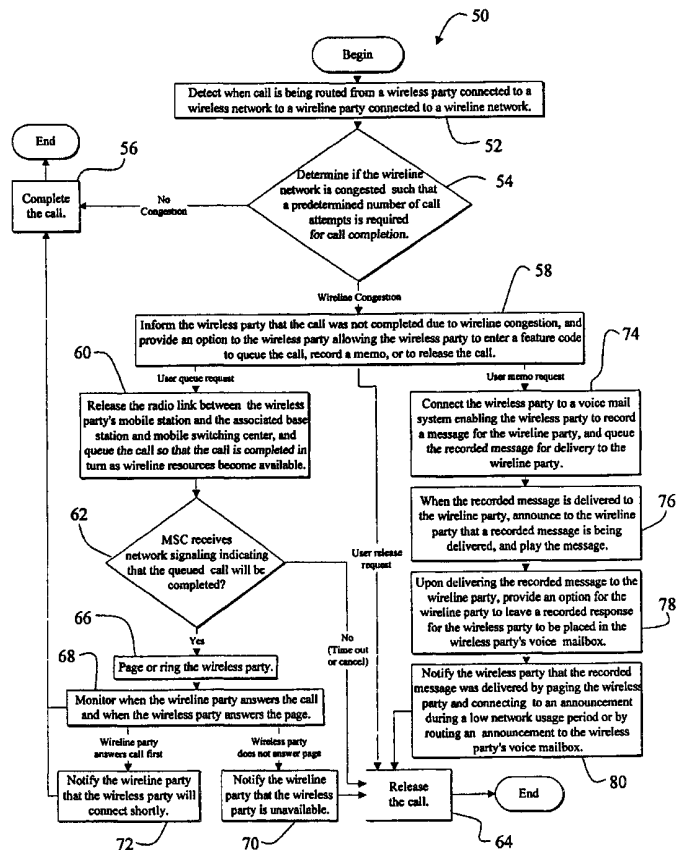 50
Begin
Detect when call is being routed from a wireless party connected to a
wireless network to a wireline party connected to a wireline network.
52
End
56
Complete
the call.
No
Congestion
Determine if the wireline
network is congested such that
a predetermined number of call
attempts is required
for call completion.
54
Wireline Congestion
58
Inform the wireless party that the call was not completed due to wireline congestion, and
provide an option to the wireless party allowing the wireless party to enter a feature code
to queue the call, record a memo, or to release the call.
60
User queue request
User memo request
74
Release the radio link between the wireless
party's mobile station and the associated base
station and mobile switching center, and
queue the call so that the call is completed in
turn as wireline resources become available.
Connect the wireless party to a voice mail
system enabling the wireless party to record
a message for the wireline party, and queue
the recorded message for delivery to the
wireline party.
62
MSC receives
network signaling indicating
that the queued call will be
completed?
User release
request
When the recorded message is delivered to
the wireline party, announce to the wireline
party that a recorded message is being
delivered, and play the message.
76
Upon delivering the recorded message to the
wireline party, provide an option for the
wireline party to leave a recorded response
for the wireless party to be placed in the
wireless party's voice mailbox.
78
66
Yes
No
(Time out
or cancel)
Page or ring the wireless party.
68
Monitor when the wireline party answers the call
and when the wireless party answers the page.
Notify the wireless party that the recorded
message was delivered by paging the wireless
party and connecting to an announcement
during a low network usage period or by
routing an announcement to the wireless
party's voice mailbox.
80
Wireline party
answers call first
Wireless party
does not answer page
Notify the wireline party
that the wireless party will
connect shortly.
72
Notify the wireline
party that the wireless
party is unavailable.
70
Release
the call.
64
End